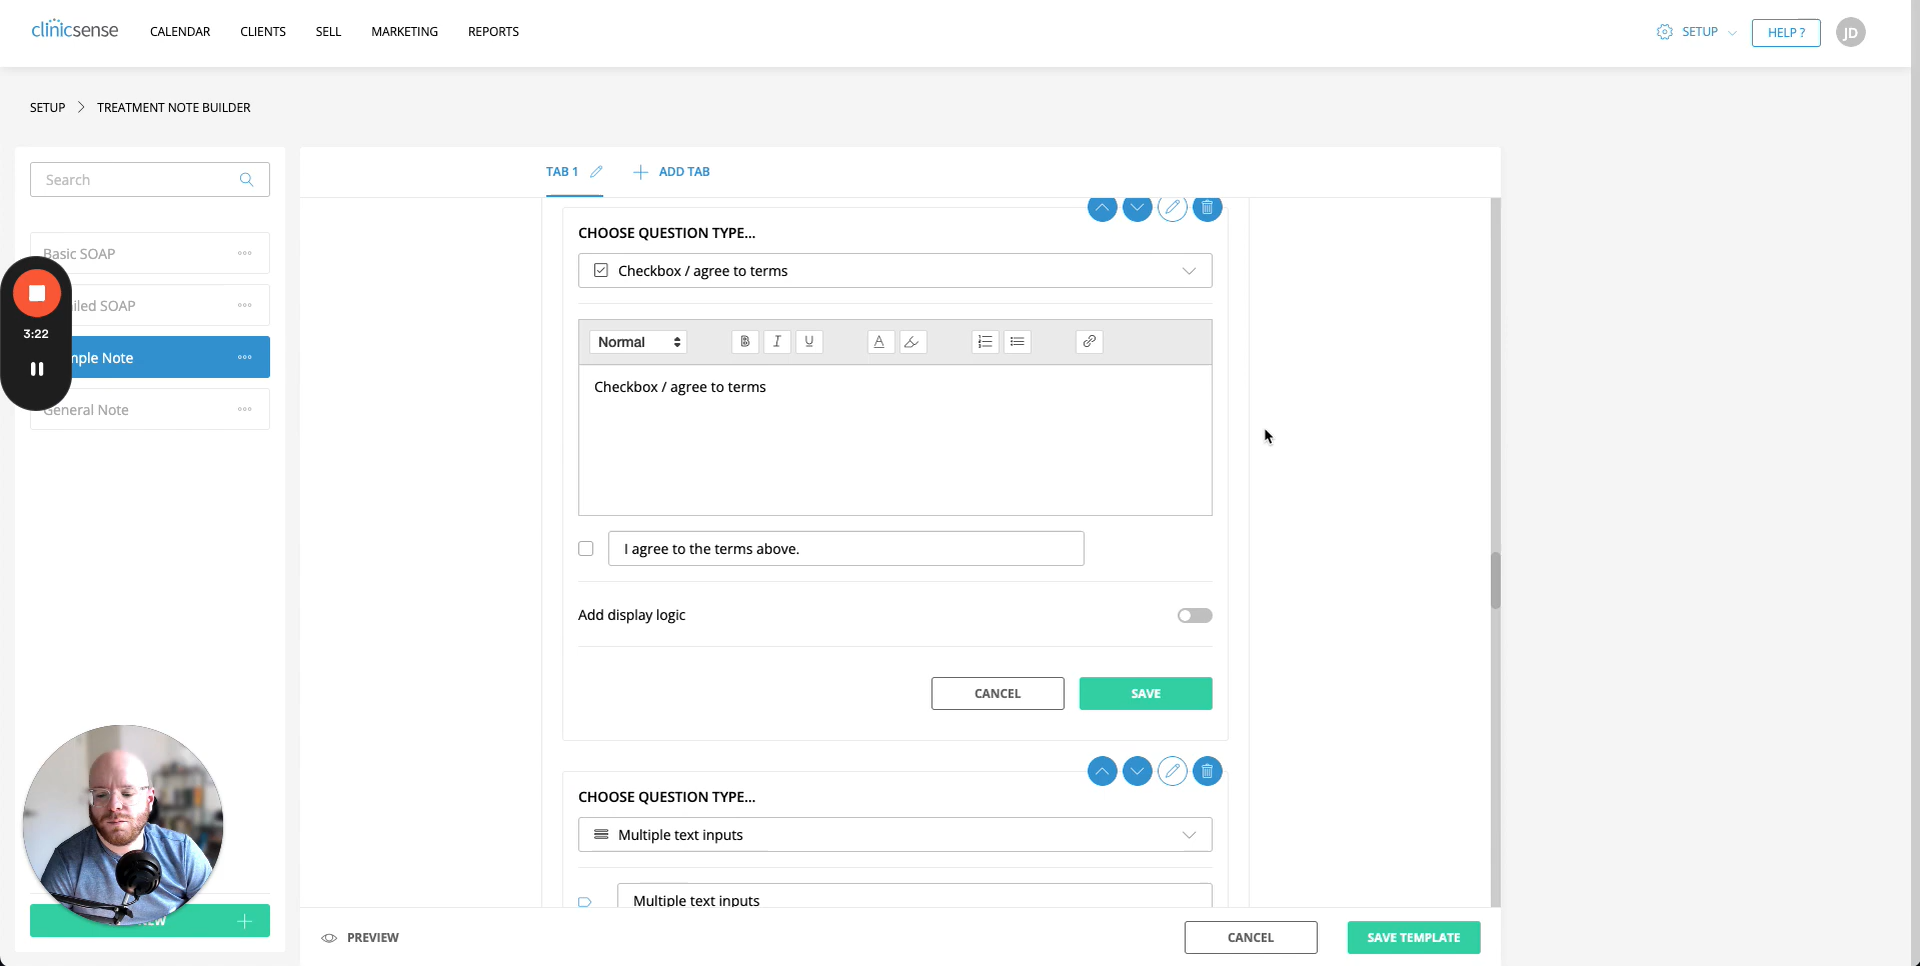 clinicsense
CALENDAR
CLIENTS
SELL
MARKETING
REPORTS
SETUP
HELP ?
JD
SETUP
TREATMENT NOTE BUILDER
Search
Basic SOAP
iled SOAP
mple Note
General Note
3:22
TAB 1
ADD TAB
CHOOSE QUESTION TYPE...
Checkbox / agree to terms
Normal
B I U A
Checkbox / agree to terms
I agree to the terms above.
Add display logic
CANCEL
SAVE
CHOOSE QUESTION TYPE...
Multiple text inputs
Multiple text inputs
PREVIEW
CANCEL
SAVE TEMPLATE